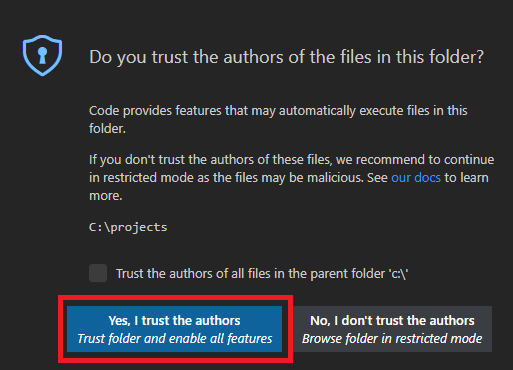 Do you trust the authors of the files in this folder?
Code provides features that may automatically execute files in this
folder.
If you don't trust the authors of these files, we recommend to continue
in restricted mode as the files may be malicious. See our docs to learn
more.
C:\projects
Trust the authors of all files in the parent folder 'c:\'
Yes, I trust the authors
Trust folder and enable all features
No, I don't trust the authors
Browse folder in restricted mode